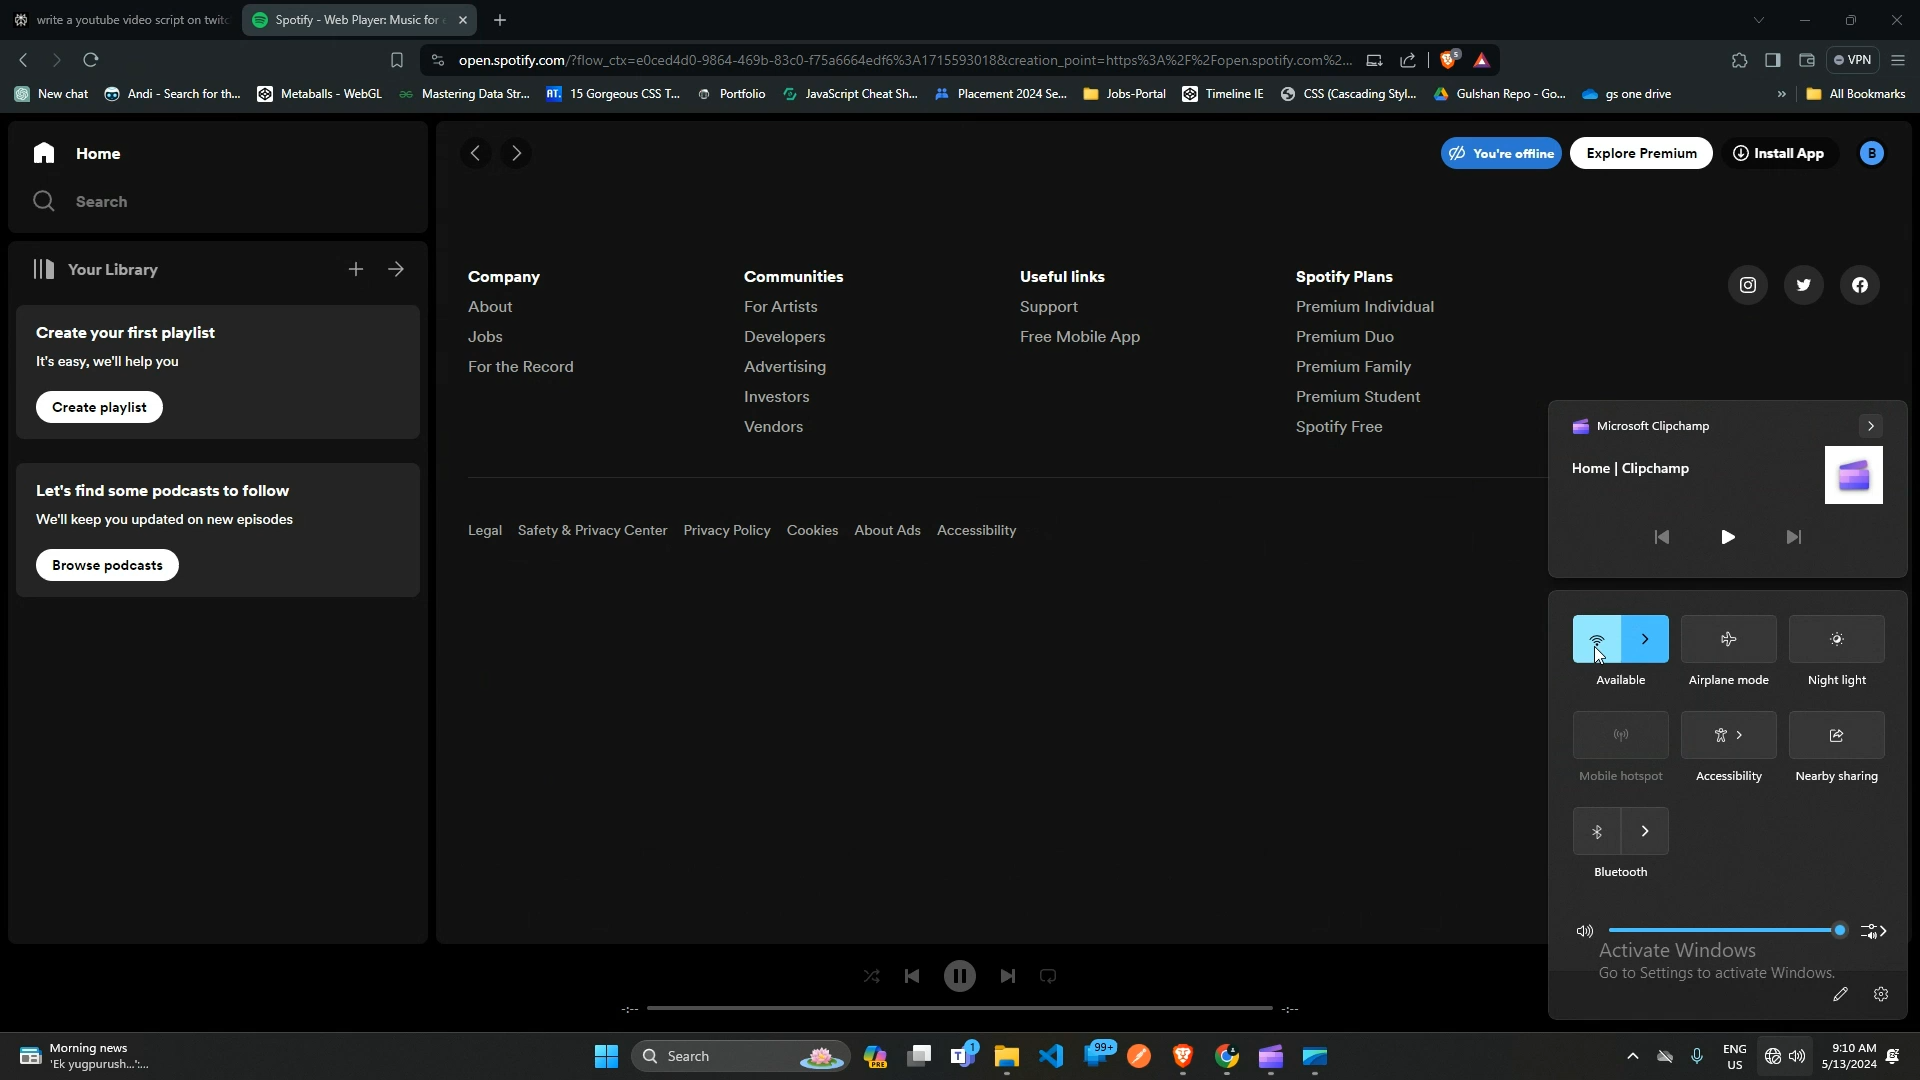 write a youtube video script on twitc
Spotify - Web Player: Music for e
open.spotify.com/?flow_ctx=e0ced4d0-9864-469b-83c0-f75a6664edf6%3A1715593018&creation_point=https%3A%2F%2Fopen.spotify.com%2...
5
VPN
New chat
Andi - Search for th...
Metaballs - WebGL
Mastering Data Str...
AT.
15 Gorgeous CSS T...
Portfolio
JavaScript Cheat Sh...
Placement 2024 Se...
Jobs-Portal
Timeline IE
CSS (Cascading Styl...
Gulshan Repo - Go...
gs one drive
»
All Bookmarks
Home
Search
You're offline
Explore Premium
Install App
B
Your Library
Create your first playlist
It's easy, we'll help you
Create playlist
Let's find some podcasts to follow
We'll keep you updated on new episodes
Browse podcasts
Company
About
Jobs
For the Record
Communities
For Artists
Developers
Advertising
Investors
Vendors
Useful links
Support
Free Mobile App
Spotify Plans
Premium Individual
Premium Duo
Premium Family
Premium Student
Spotify Free
Legal
Safety & Privacy Center
Privacy Policy
Cookies
About Ads
Accessibility
Microsoft Clipchamp
Home | Clipchamp
Available
Airplane mode
Night light
Mobile hotspot
Accessibility
Nearby sharing
Bluetooth
Activate Windows
Go to Settings to activate Windows.
-:--
-:--
Morning news
'Ek yugpurush...':...
Search
PRE
1
99+
ENG
US
9:10 AM
5/13/2024